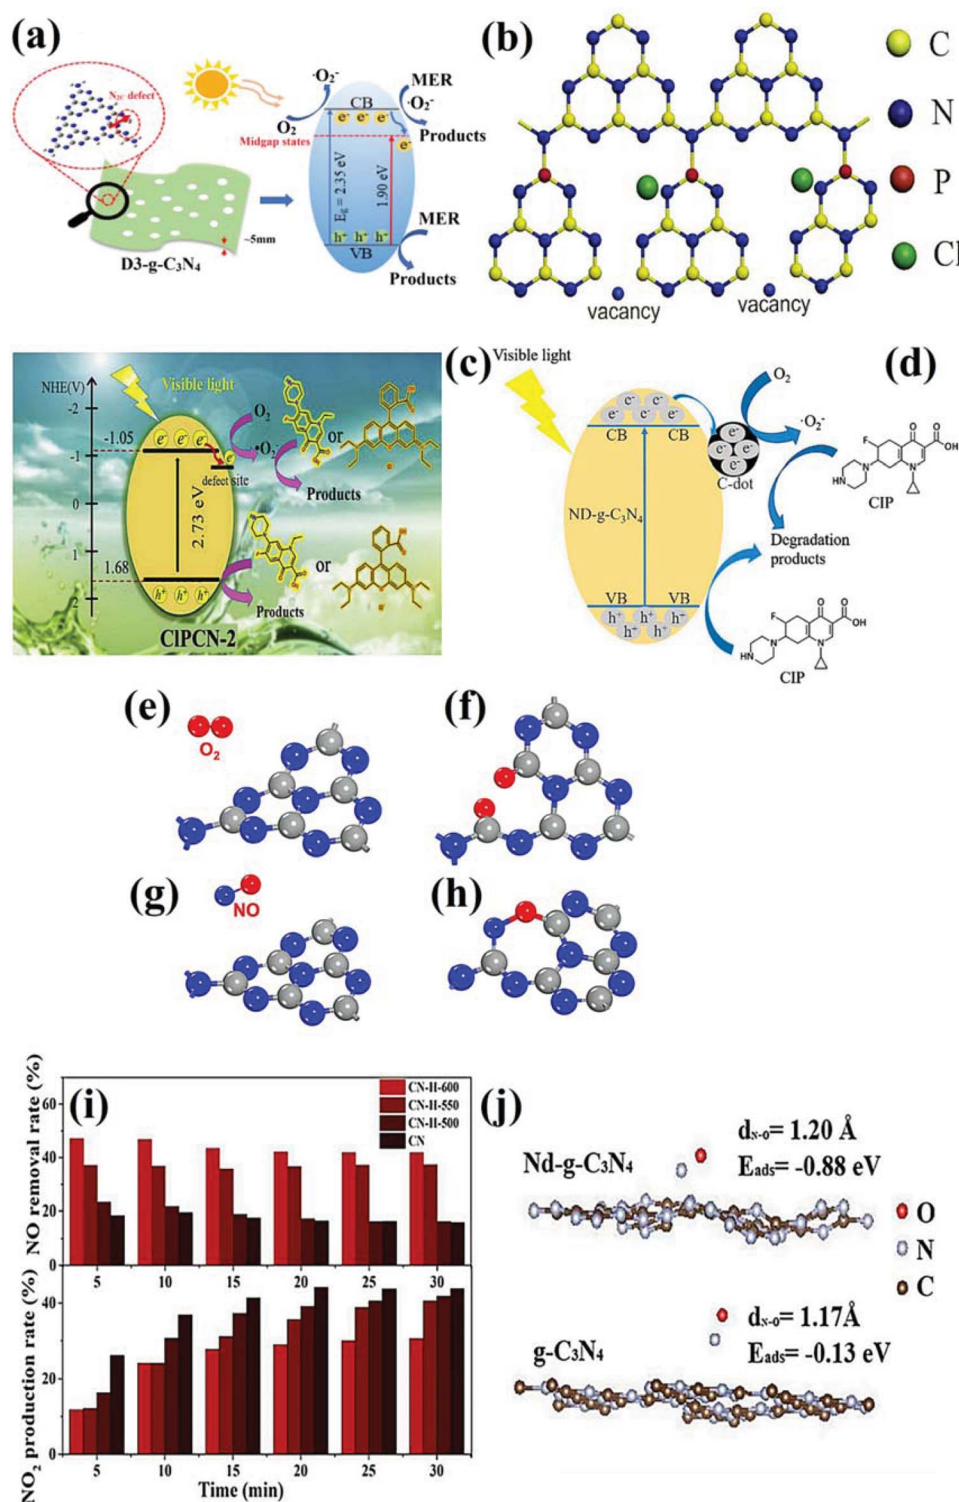 (a)
N2C defect
D3-g-C3N4
~5mm
·O2-
O2
MER
·O2-
Products
CB
e- e- e-
Midgap states
e-
Eg = 2.35 eV
1.90 eV
h+ h+ h+
VB
MER
Products
(b)
C
N
P
Cl
vacancy
vacancy
(c)
NHE(V)
-2
-1
0
1
2
-1.05
1.68
Visible light
e- e- e-
e-
defect site
2.73 eV
h+ h+ h+
O2
·O2-
or
Products
or
Products
ClPCN-2
(d)
Visible light
e- e-
e- e- e-
CB CB
ND-g-C3N4
VB VB
h+ h+ h+
h+ h+
e-
e- e-
e-
C-dot
O2
·O2-
F
O O
OH
N
N
HN
CIP
Degradation
products
F
O O
OH
N
N
HN
CIP
(e)
O2
(f)
(g)
NO
(h)
(i)
NO removal rate (%)
60
40
20
0
CN-H-600
CN-H-550
CN-H-500
CN
5 10 15 20 25 30
NO2 production rate (%)
40
20
0
5 10 15 20 25 30
Time (min)
(j)
Nd-g-C3N4
dN-O= 1.20 Å
Eads= -0.88 eV
O
N
C
g-C3N4
dN-O= 1.17Å
Eads= -0.13 eV